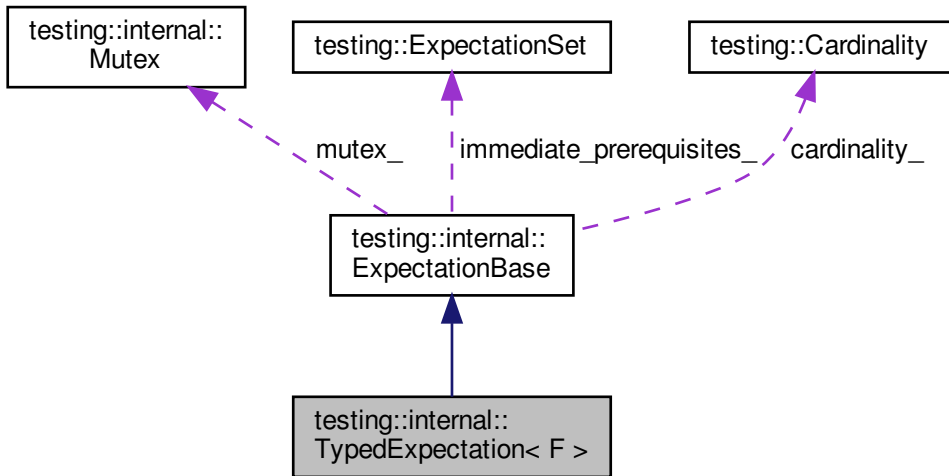 testing::internal::
Mutex
testing::ExpectationSet
testing::Cardinality
mutex_
immediate_prerequisites_
cardinality_
testing::internal::
ExpectationBase
testing::internal::
TypedExpectation< F >